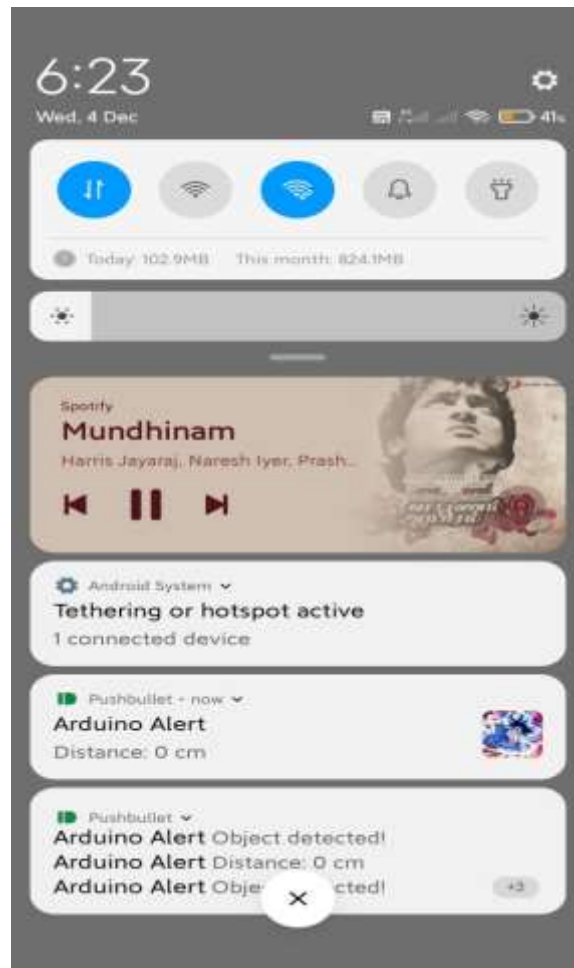 6:23
Wed, 4 Dec
41%
Today: 102.9MB This month: 824.1MB
Spotify
Mundhinam
Harris Jayaraj, Naresh Iyer, Prash...
Android System
Tethering or hotspot active
1 connected device
Pushbullet • now
Arduino Alert
Distance: 0 cm
Pushbullet
Arduino Alert Object detected!
Arduino Alert Distance: 0 cm
Arduino Alert Obje cted!
+3